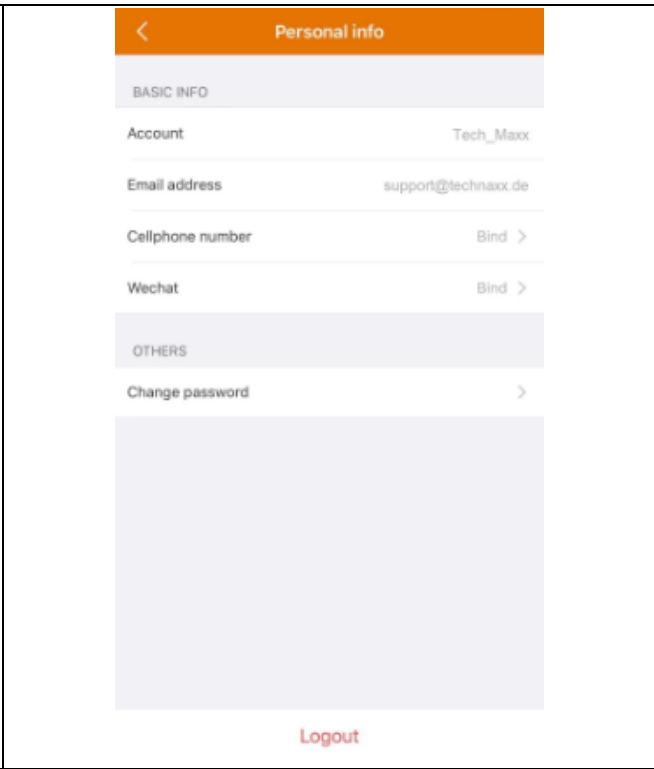 Personal info
BASIC INFO
Account Tech_Maxx
Email address support@technaxx.de
Cellphone number Bind >
Wechat Bind >
OTHERS
Change password >
Logout